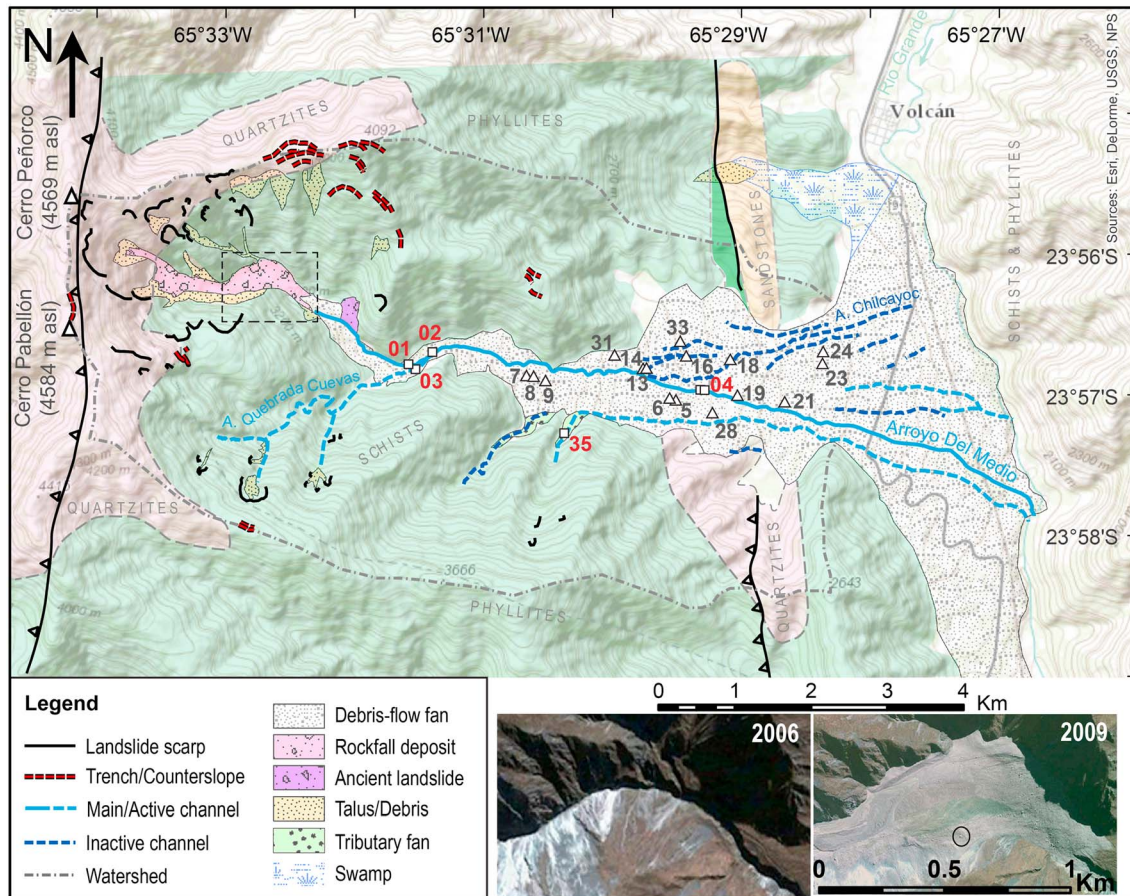 65°33'W
65°31'W
65°29'W
65°27'W
N
Cerro Peñorco
(4569 m asl)
Cerro Pabellón
(4584 m asl)
QUARTZITES
4092
PHYLLITES
Volcán
Río Grande
Sources: Esri, DeLorme, USGS, NPS
SCHISTS & PHYLLITES
SANDSTONES
23°56'S
23°57'S
23°58'S
A. Chilcayoc
A. Quebrada Cuevas
SCHISTS
Arroyo Del Medio
01
02
03
04
35
31
33
14
13
16
18
24
23
7
8
9
6
5
19
21
28
9
QUARTZITES
QUARTZITES
3666
2643
PHYLLITES
4000 m
Legend
Landslide scarp
Trench/Counterslope
Main/Active channel
Inactive channel
Watershed
Debris-flow fan
Rockfall deposit
Ancient landslide
Talus/Debris
Tributary fan
Swamp
0 1 2 3 4 Km
2006
2009
0 0.5 1
Km